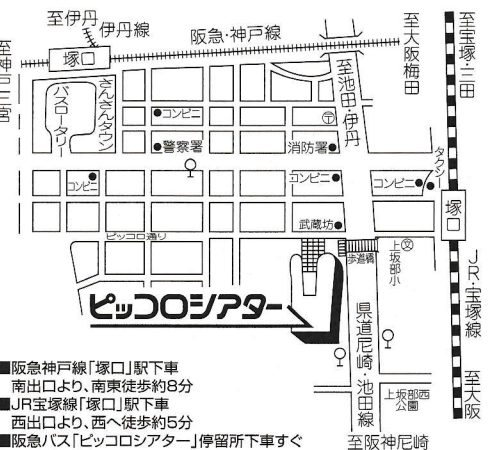 至伊丹
伊丹線
阪急・神戸線
至神戸三宮
塚口
至大阪梅田
至宝塚・三田
バスロータリー
さんさんタウン
コンビニ
至池田・伊丹
〒
警察署
消防署
タクシー
コンビニ
コンビニ
コンビニ
塚口
武蔵坊
ピッコロ通り
歩道橋
上坂部小
文
JR・宝塚線
ピッコロシアター
県道尼崎・池田線
至大阪
上坂部西公園
至阪神尼崎
■阪急神戸線「塚口」駅下車
南出口より、南東徒歩約8分
■JR宝塚線「塚口」駅下車
西出口より、西へ徒歩約5分
■阪急バス「ピッコロシアター」停留所下車すぐ